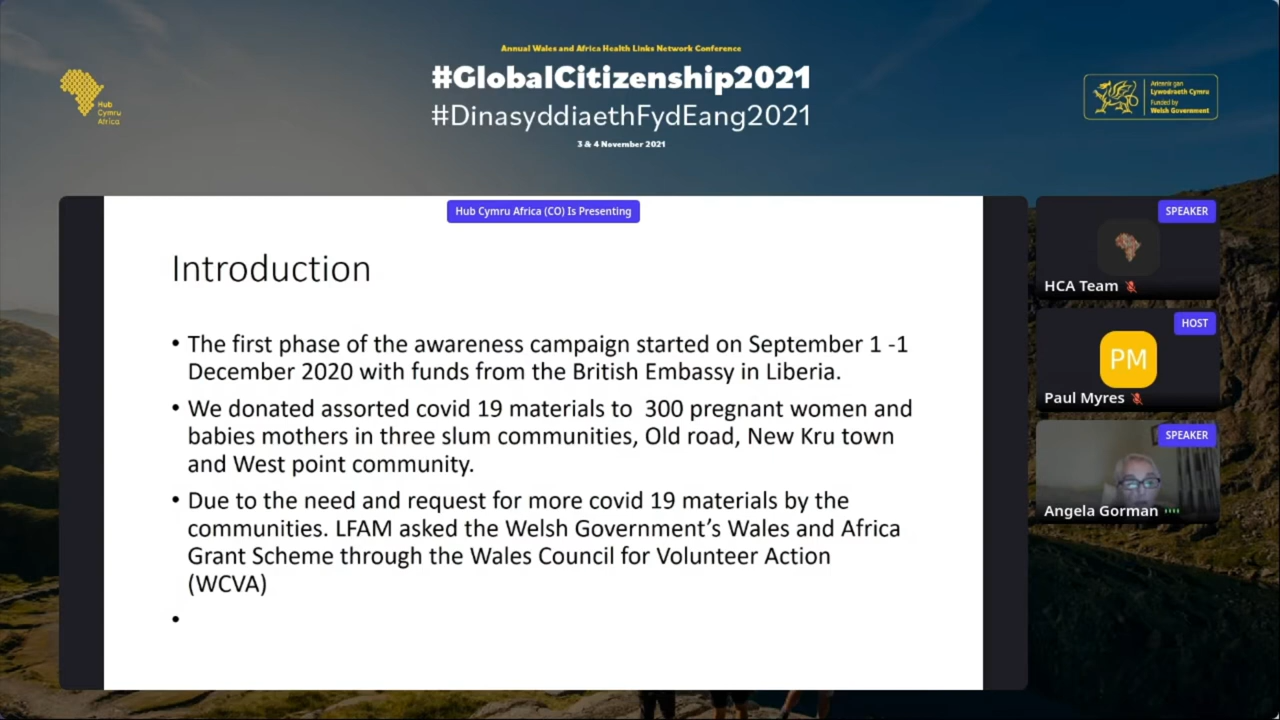 Annual Wales and Africa Health Links Network Conference
#GlobalCitizenship2021
#DinasyddiaethFydEang2021
3 & 4 November 2021
Hub
Cymru
Africa
Ariennir gan
Lywodraeth Cymru
Funded by
Welsh Government
Hub Cymru Africa (CO) Is Presenting
Introduction
• The first phase of the awareness campaign started on September 1 -1
December 2020 with funds from the British Embassy in Liberia.
• We donated assorted covid 19 materials to 300 pregnant women and
babies mothers in three slum communities, Old road, New Kru town
and West point community.
• Due to the need and request for more covid 19 materials by the
communities. LFAM asked the Welsh Government’s Wales and Africa
Grant Scheme through the Wales Council for Volunteer Action
(WCVA)
•
SPEAKER
HCA Team
HOST
PM
Paul Myres
SPEAKER
Angela Gorman